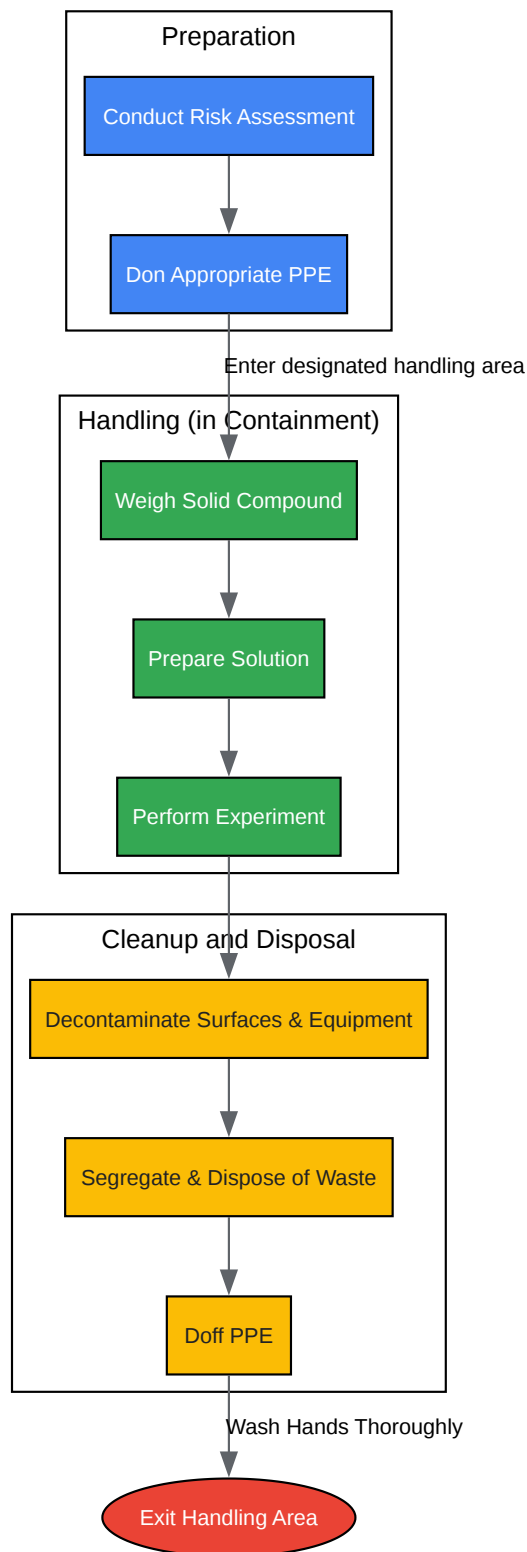 Preparation
Conduct Risk Assessment
Don Appropriate PPE
Enter designated handling area
Handling (in Containment)
Weigh Solid Compound
Prepare Solution
Perform Experiment
Cleanup and Disposal
Decontaminate Surfaces & Equipment
Segregate & Dispose of Waste
Doff PPE
Wash Hands Thoroughly
Exit Handling Area